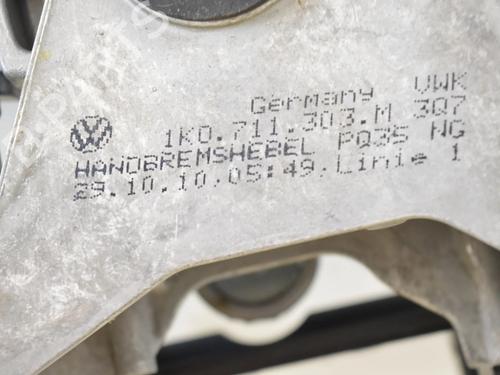 Germany VWK
1K0.711.303.M 3Q7
HANDBREMSHEBEL PQ35 NG
29.10.10.05:49.Linie 1